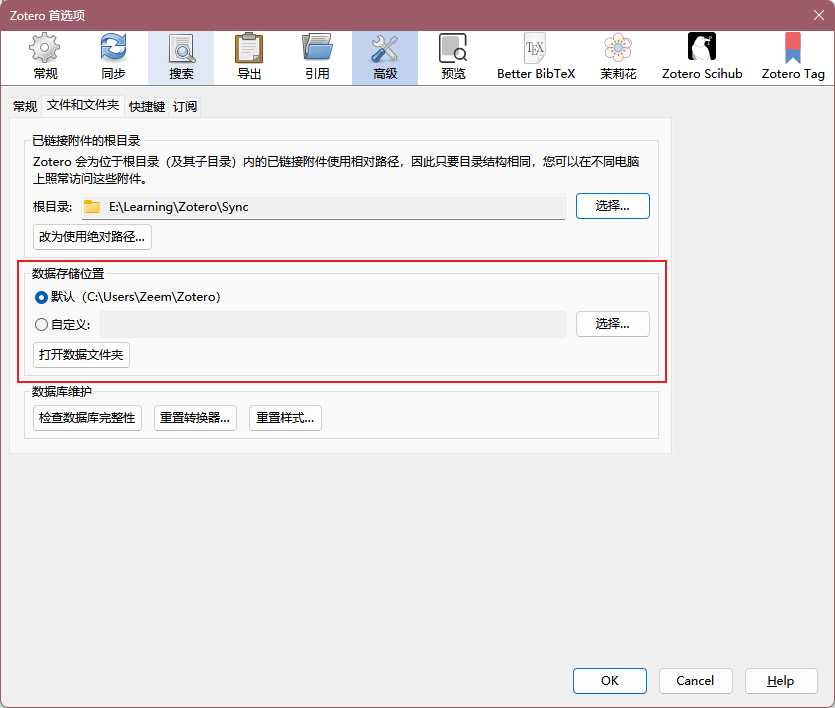 Zotero 首选项
常规 同步 搜索 导出 引用 高级 预览 Better BibTeX 茉莉花 Zotero Scihub Zotero Tag
常规 文件和文件夹 快捷键 订阅
已链接附件的根目录
Zotero 会为位于根目录（及其子目录）内的已链接附件使用相对路径，因此只要目录结构相同，您可以在不同电脑
上照常访问这些附件。
根目录: E:\Learning\Zotero\Sync 选择...
改为使用绝对路径...
数据存储位置
默认（C:\Users\Zeem\Zotero）
自定义: 选择...
打开数据文件夹
数据库维护
检查数据库完整性 重置转换器... 重置样式...
OK Cancel Help